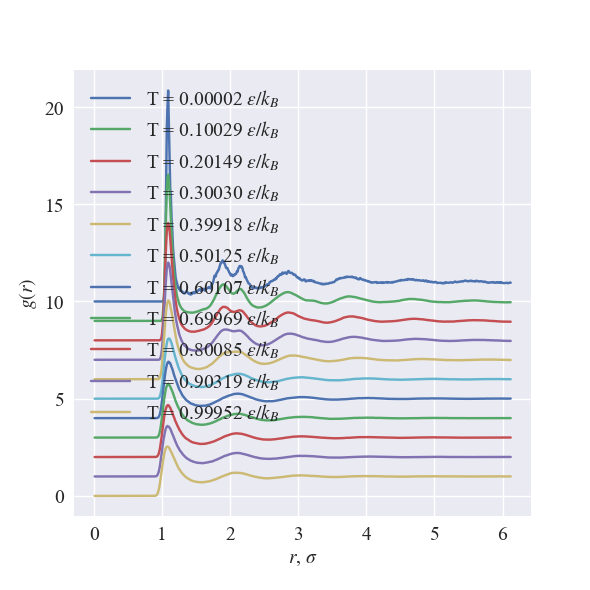 20
15
10
5
0
g(r)
T = 0.00002 ε/k_B
T = 0.10029 ε/k_B
T = 0.20149 ε/k_B
T = 0.30030 ε/k_B
T = 0.39918 ε/k_B
T = 0.50125 ε/k_B
T = 0.60107 ε/k_B
T = 0.69969 ε/k_B
T = 0.80085 ε/k_B
T = 0.90319 ε/k_B
T = 0.99952 ε/k_B
0 1 2 3 4 5 6
r, σ